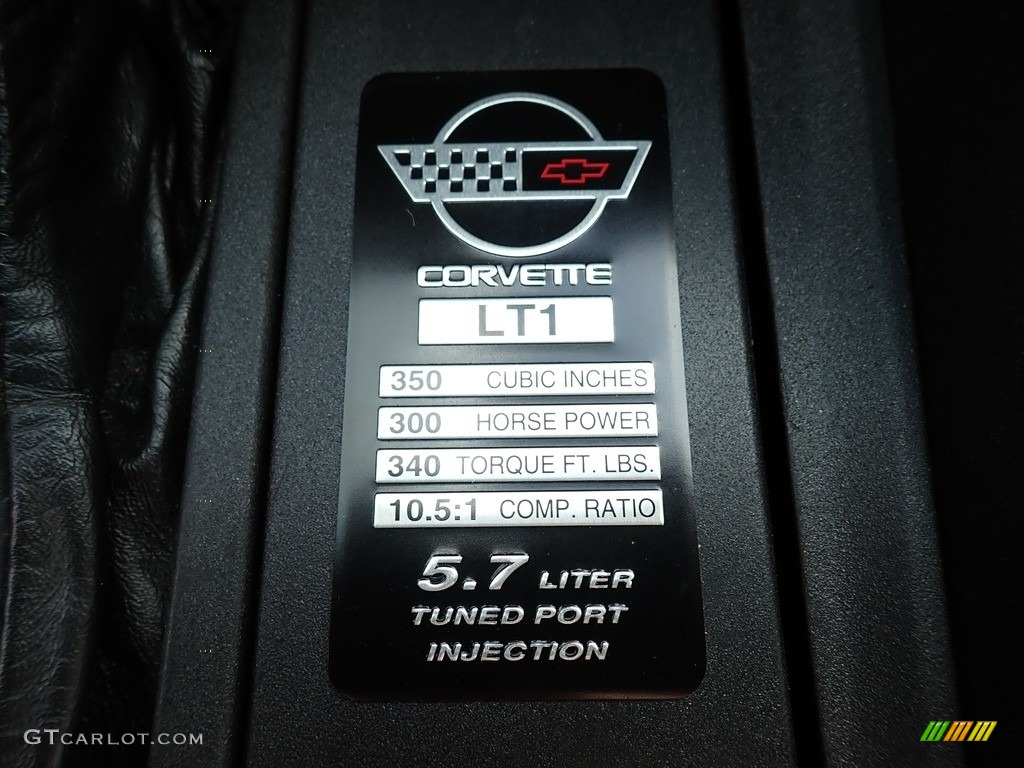 CORVETTE
LT1
350 CUBIC INCHES
300 HORSE POWER
340 TORQUE FT. LBS.
10.5:1 COMP. RATIO
5.7 LITER
TUNED PORT
INJECTION
GTCARLOT.COM